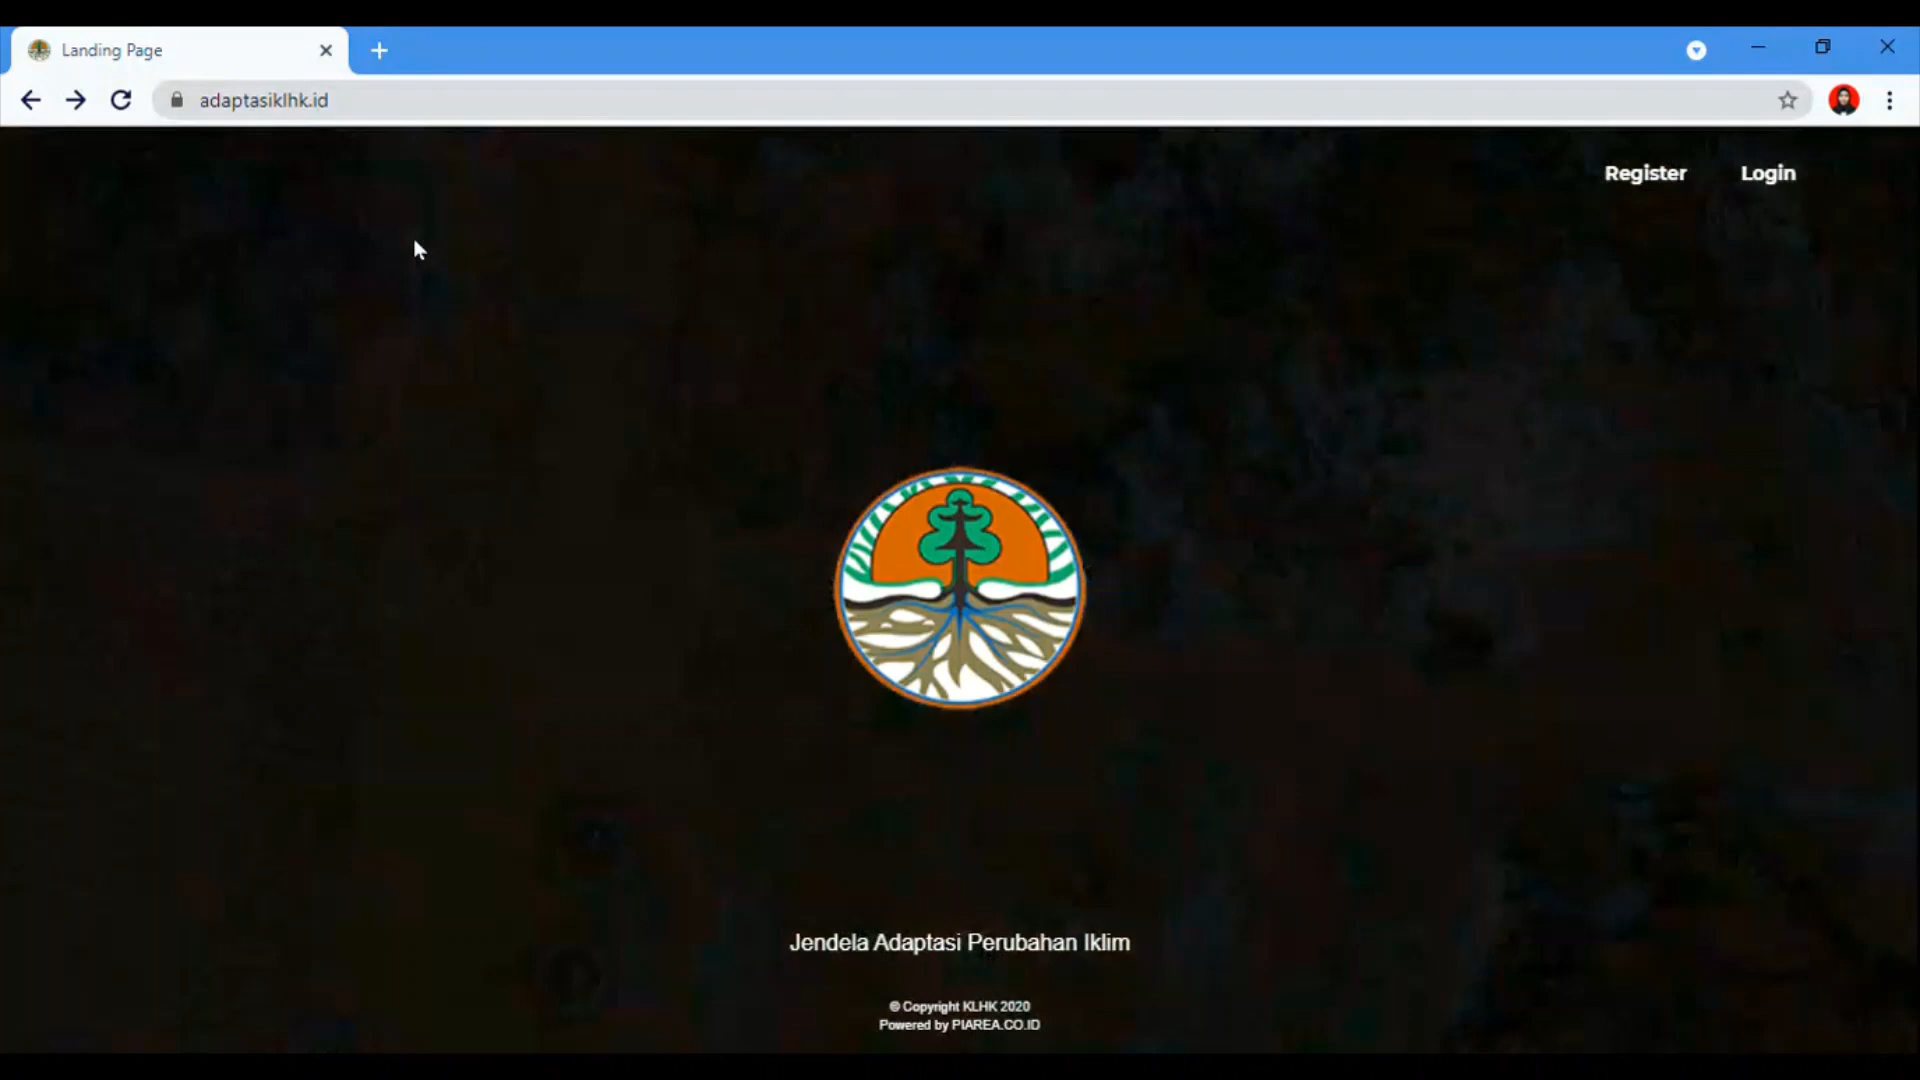 Landing Page
adaptasiklhk.id
Register
Login
Jendela Adaptasi Perubahan Iklim
© Copyright KLHK 2020
Powered by PIAREA.CO.ID